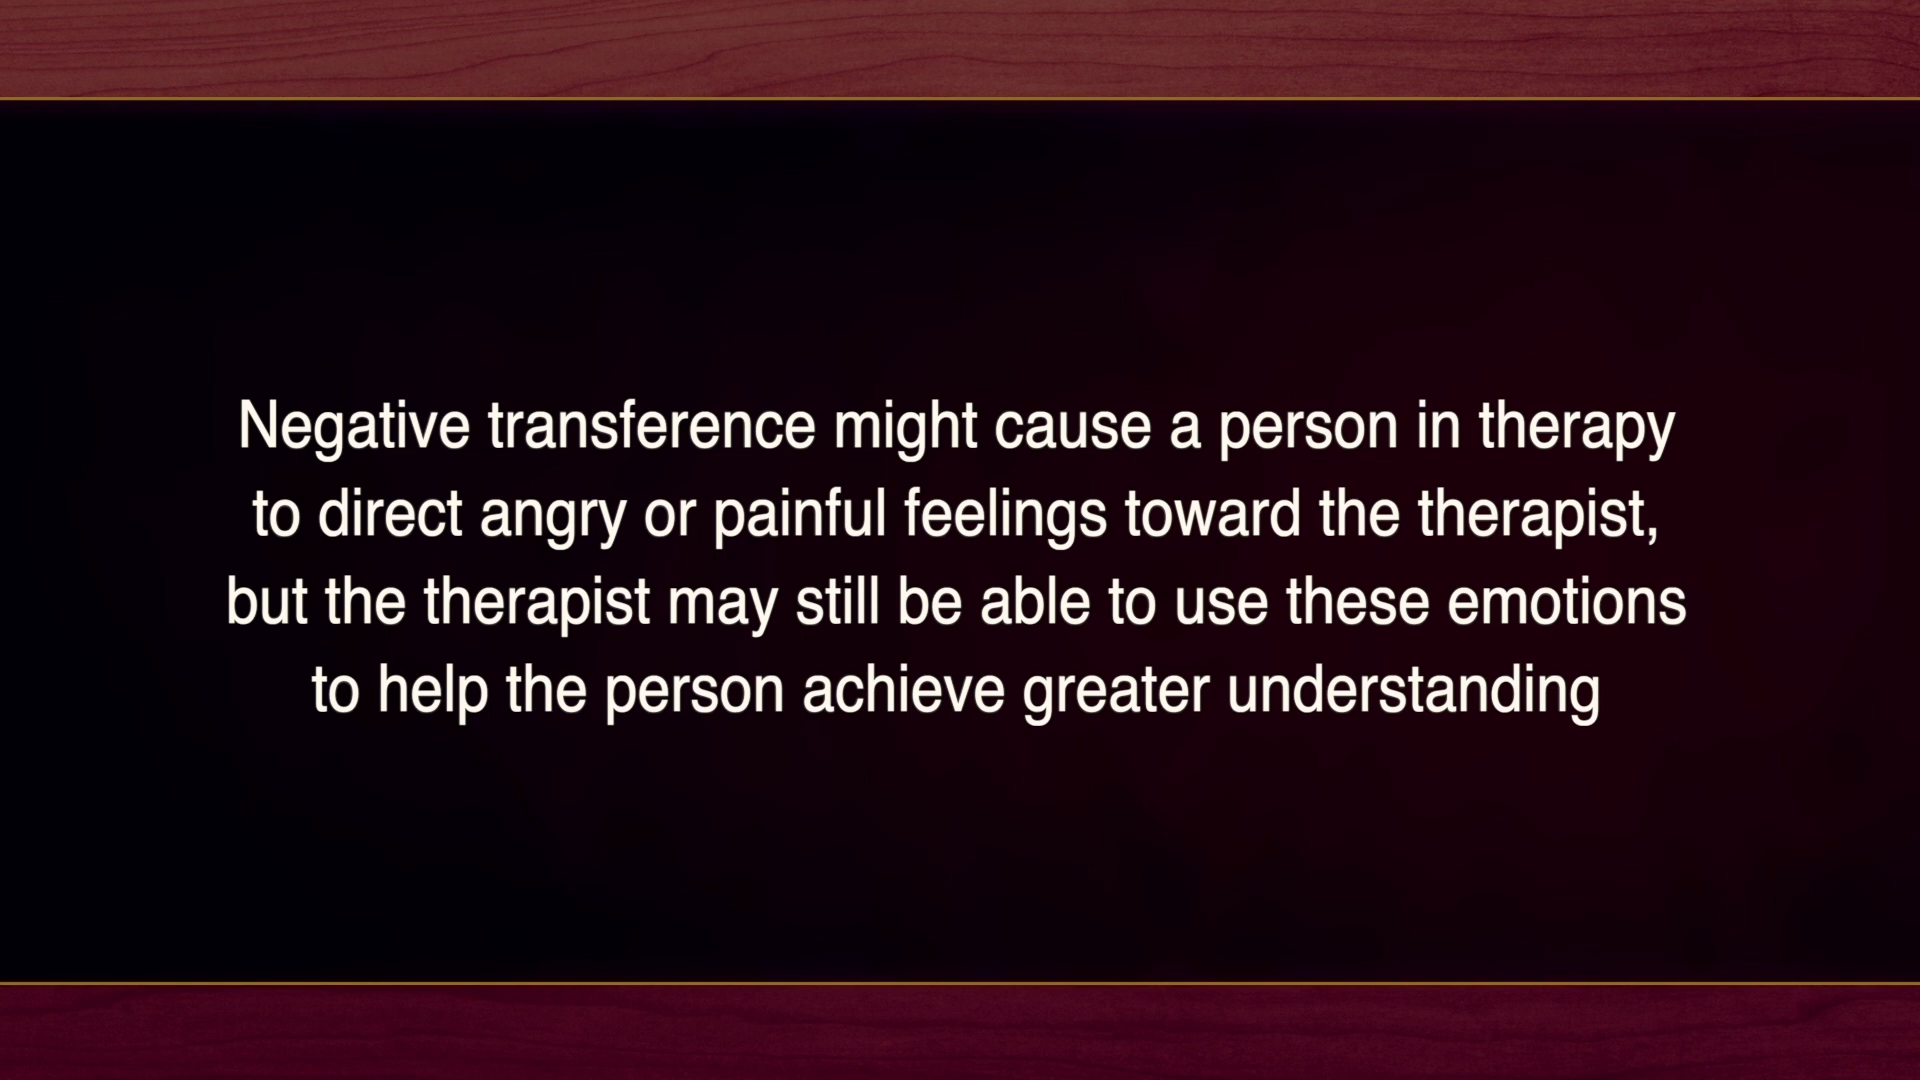 Negative transference might cause a person in therapy
to direct angry or painful feelings toward the therapist,
but the therapist may still be able to use these emotions
to help the person achieve greater understanding